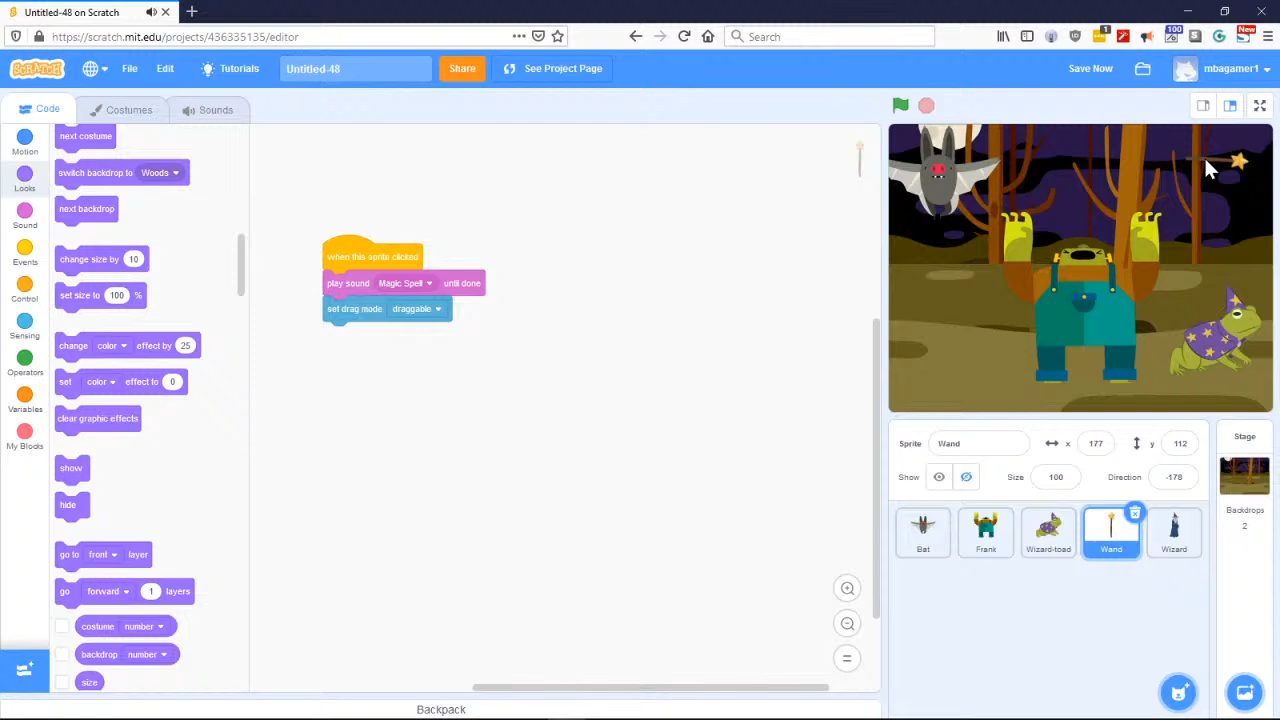 Untitled-48 on Scratch
https://scratch.mit.edu/projects/436335135/editor
Search
1
100
New
SCRATCH
File
Edit
Tutorials
Untitled-48
Share
See Project Page
Save Now
mbagamer1
Code
Costumes
Sounds
Motion
Looks
Sound
Events
Control
Sensing
Operators
Variables
My Blocks
next costume
switch backdrop to Woods
next backdrop
change size by 10
set size to 100 %
change color effect by 25
set color effect to 0
clear graphic effects
show
hide
go to front layer
go forward 1 layers
costume number
backdrop number
size
when this sprite clicked
play sound Magic Spell until done
set drag mode draggable
Sprite Wand x 177 y 112
Show Size 100 Direction -178
Bat
Frank
Wizard-toad
Wand
Wizard
Stage
Backdrops
2
Backpack